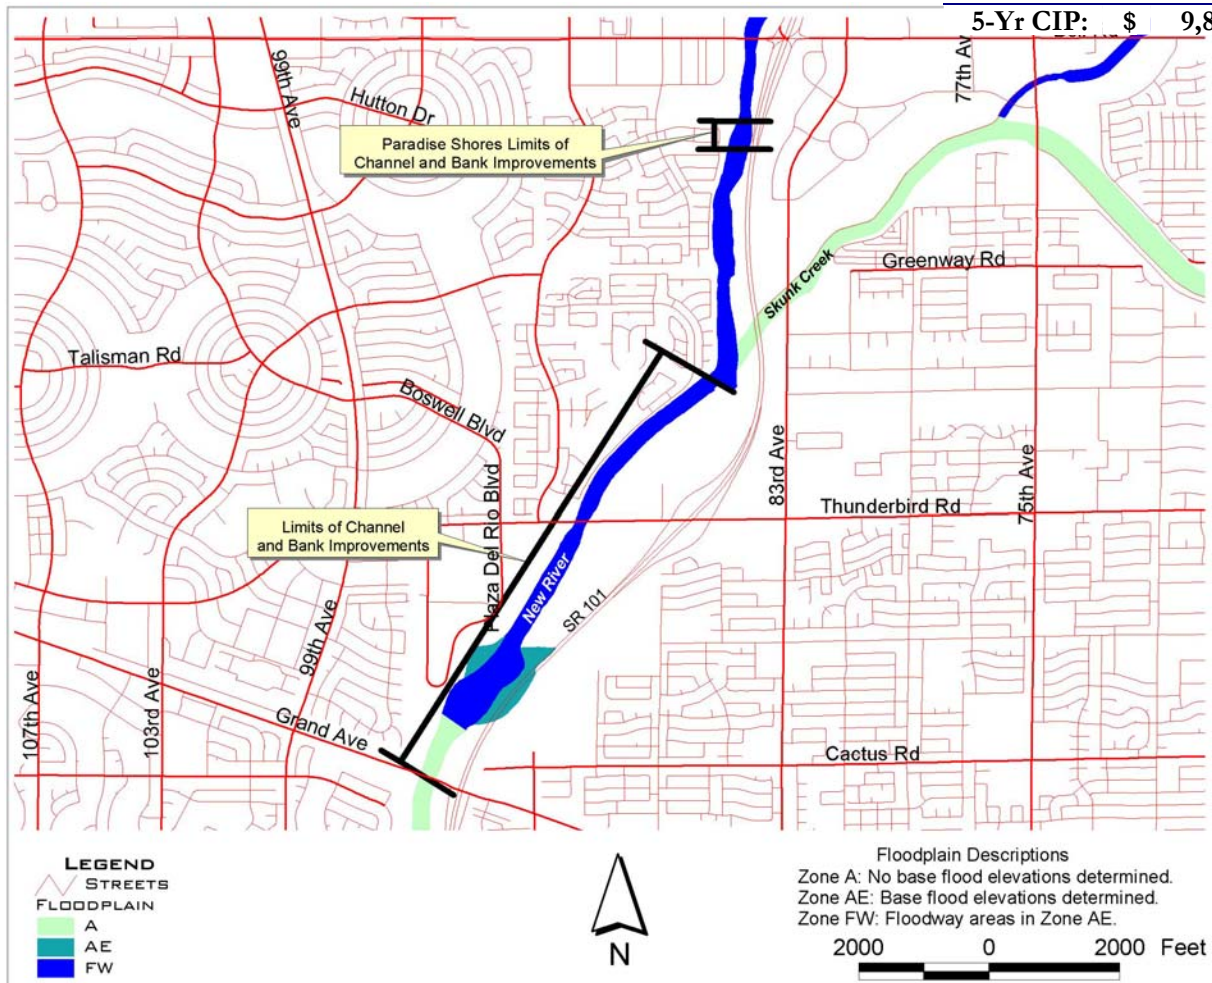 5-Yr CIP: $ 9,8
99th Ave
Hutton Dr
77th Av
Paradise Shores Limits of
Channel and Bank Improvements
Greenway Rd
Skunk Creek
Talisman Rd
Boswell Blvd
83rd Ave
75th Ave
Thunderbird Rd
Plaza Del Rio Blvd
Limits of Channel
and Bank Improvements
New River
SR 101
99th Ave
107th Ave
103rd Ave
Grand Ave
Cactus Rd
LEGEND
STREETS
FLOODPLAIN
A
AE
FW
N
Floodplain Descriptions
Zone A: No base flood elevations determined.
Zone AE: Base flood elevations determined.
Zone FW: Floodway areas in Zone AE.
2000 0 2000 Feet